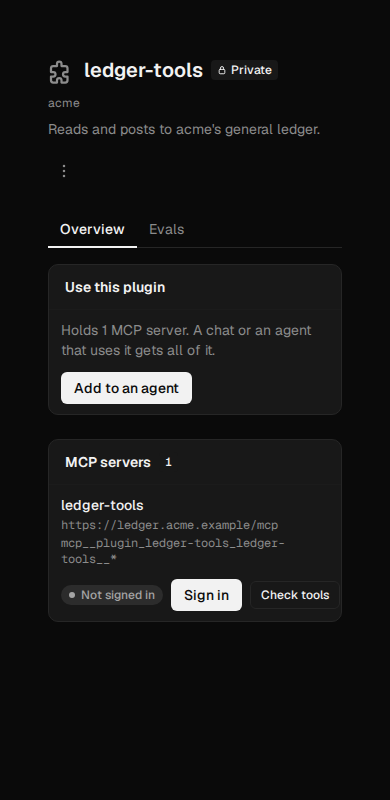 ledger-tools Private
acme
Reads and posts to acme's general ledger.
Overview Evals
Use this plugin
Holds 1 MCP server. A chat or an agent
that uses it gets all of it.
Add to an agent
MCP servers 1
ledger-tools
https://ledger.acme.example/mcp
mcp__plugin_ledger-tools_ledger-
tools__*
Not signed in Sign in Check tools